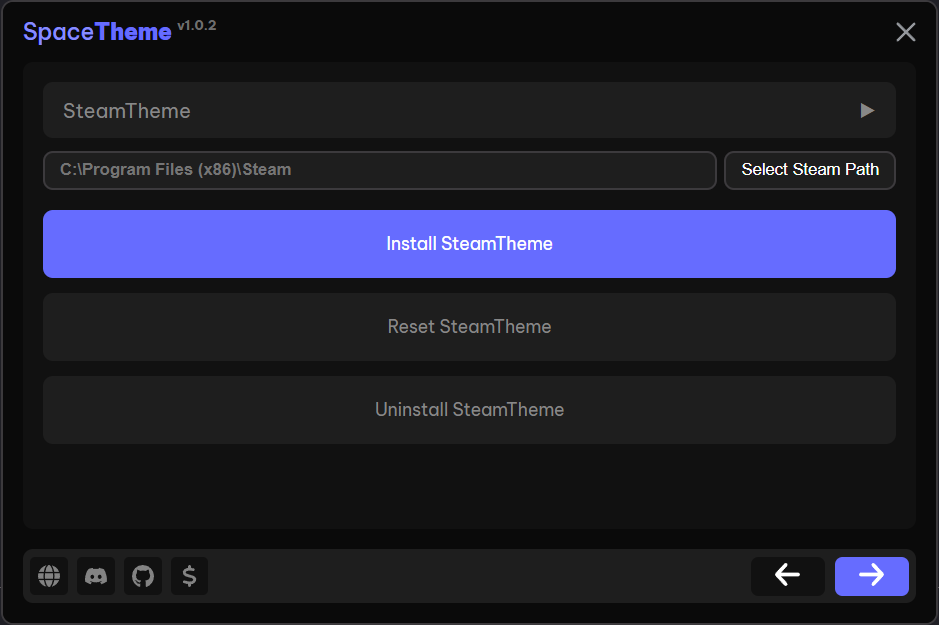 SpaceTheme v1.0.2
SteamTheme
C:\Program Files (x86)\Steam
Select Steam Path
Install SteamTheme
Reset SteamTheme
Uninstall SteamTheme